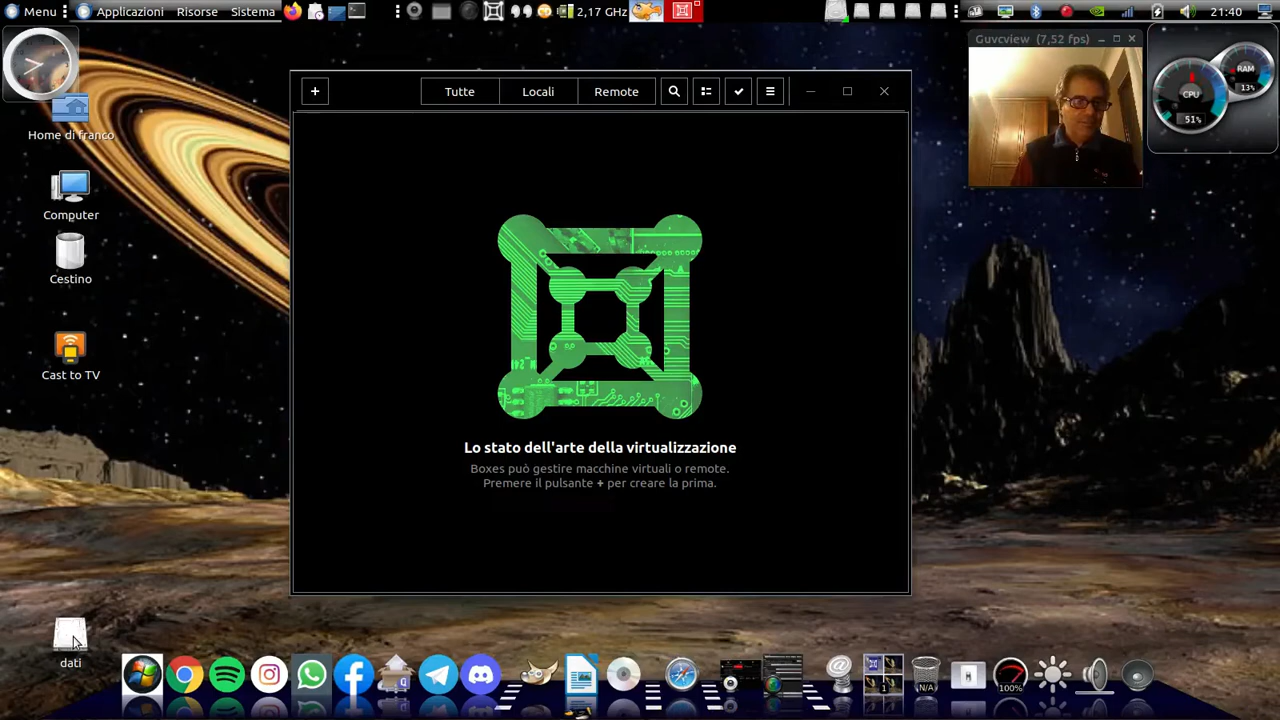 Menu Applicazioni Risorse Sistema 2,17 GHz 21:40
Guvcview (7,52 fps)
RAM
13%
CPU
51%
Home di franco
Computer
Cestino
Cast to TV
dati
+ Tutte Locali Remote
Lo stato dell'arte della virtualizzazione
Boxes può gestire macchine virtuali o remote.
Premere il pulsante + per creare la prima.
1
N/A
100%